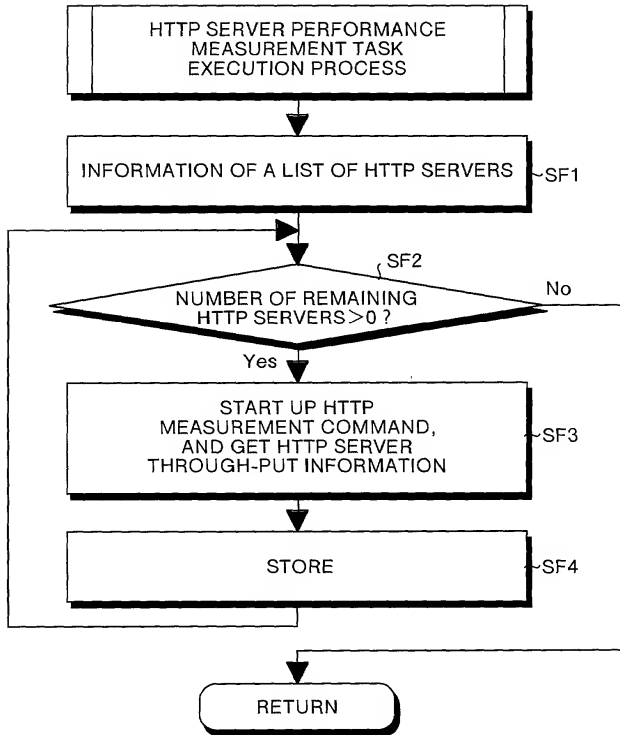 HTTP SERVER PERFORMANCE
MEASUREMENT TASK
EXECUTION PROCESS
INFORMATION OF A LIST OF HTTP SERVERS
SF1
SF2
NUMBER OF REMAINING
HTTP SERVERS>0 ?
No
Yes
START UP HTTP
MEASUREMENT COMMAND,
AND GET HTTP SERVER
THROUGH-PUT INFORMATION
SF3
STORE
SF4
RETURN